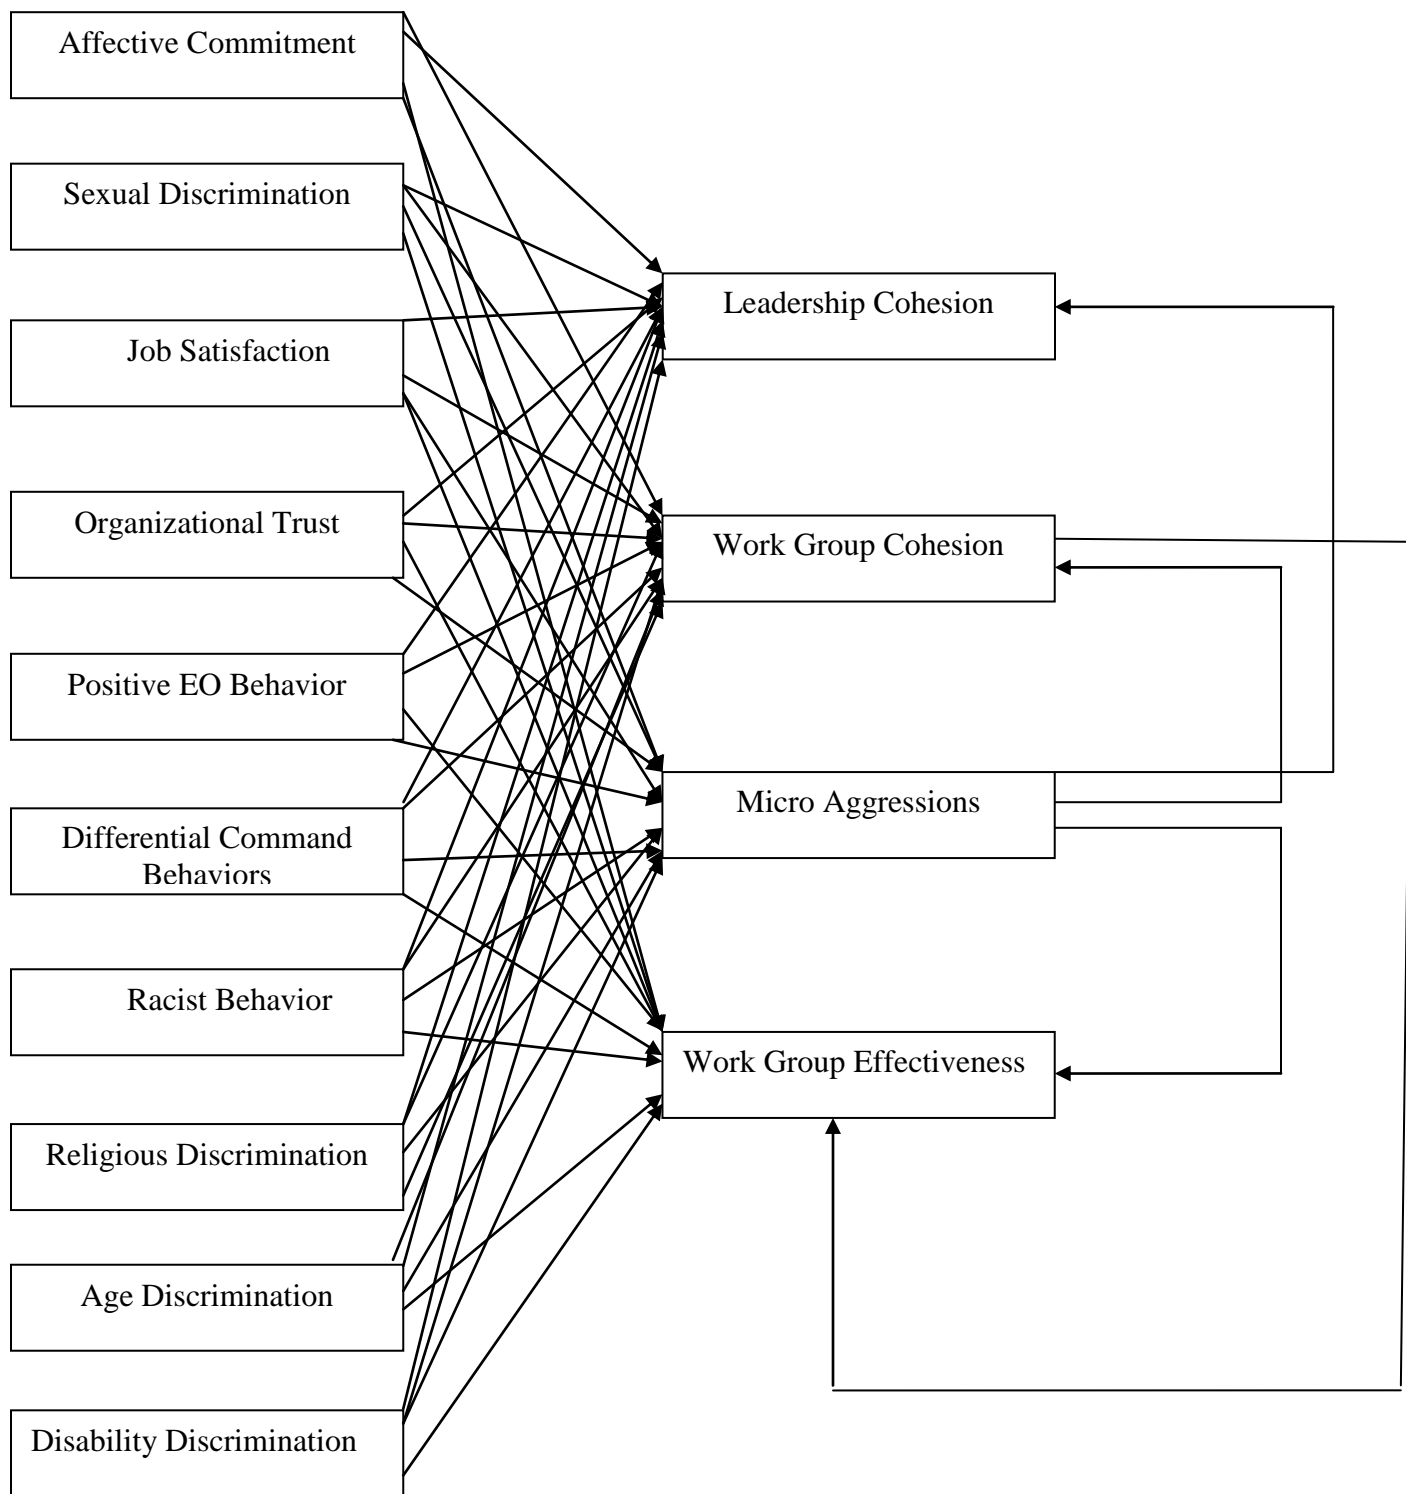 Affective Commitment
Sexual Discrimination
Job Satisfaction
Organizational Trust
Positive EO Behavior
Differential Command
Behaviors
Racist Behavior
Religious Discrimination
Age Discrimination
Disability Discrimination
Leadership Cohesion
Work Group Cohesion
Micro Aggressions
Work Group Effectiveness